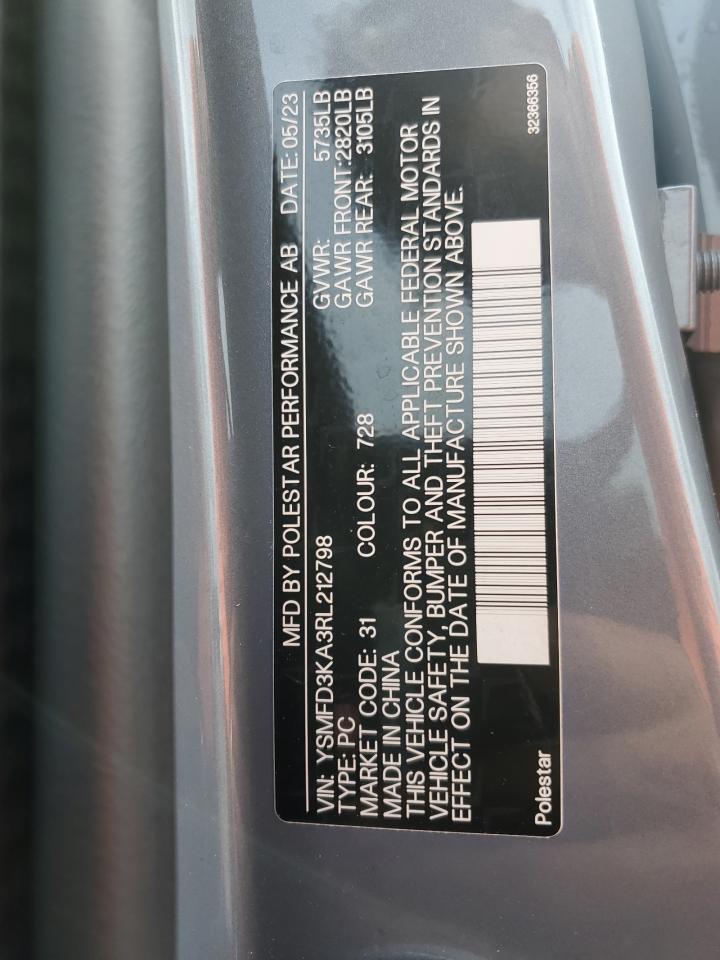 MFD BY POLESTAR PERFORMANCE AB DATE: 05/23
VIN: YSMFD3KA3RL212798 GVWR: 5735LB
TYPE: PC GAWR FRONT:2820LB
MARKET CODE: 31 COLOUR: 728 GAWR REAR: 3105LB
MADE IN CHINA
THIS VEHICLE CONFORMS TO ALL APPLICABLE FEDERAL MOTOR
VEHICLE SAFETY, BUMPER AND THEFT PREVENTION STANDARDS IN
EFFECT ON THE DATE OF MANUFACTURE SHOWN ABOVE.
Polestar 32366356